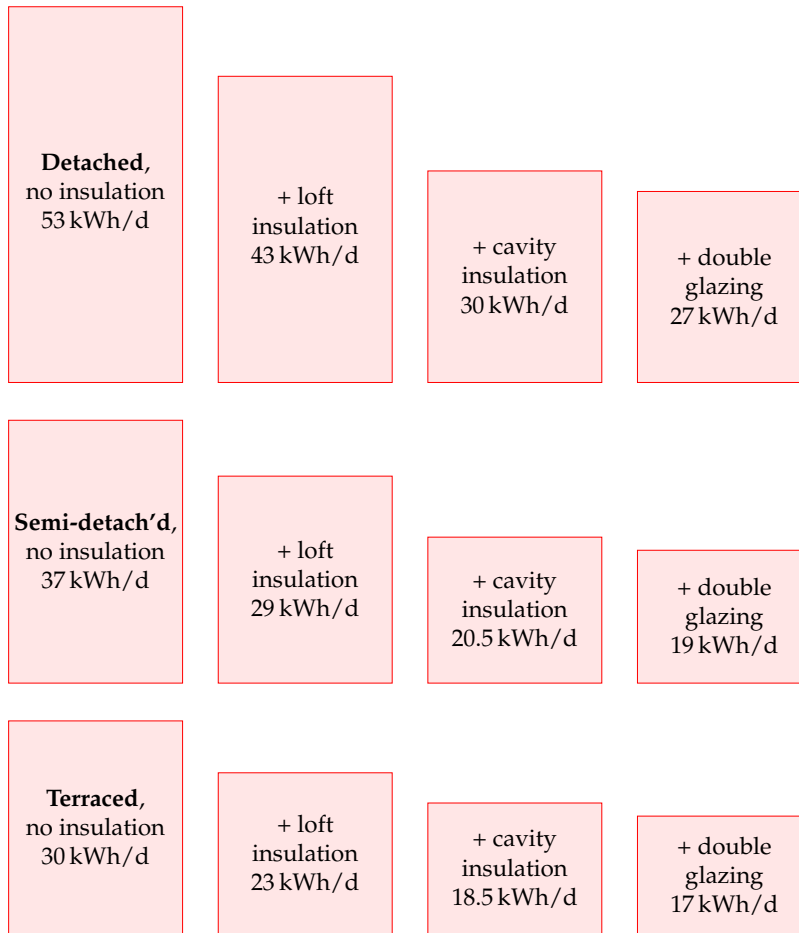 Detached,
no insulation
53 kWh/d
+ loft
insulation
43 kWh/d
+ cavity
insulation
30 kWh/d
+ double
glazing
27 kWh/d
Semi-detach'd,
no insulation
37 kWh/d
+ loft
insulation
29 kWh/d
+ cavity
insulation
20.5 kWh/d
+ double
glazing
19 kWh/d
Terraced,
no insulation
30 kWh/d
+ loft
insulation
23 kWh/d
+ cavity
insulation
18.5 kWh/d
+ double
glazing
17 kWh/d